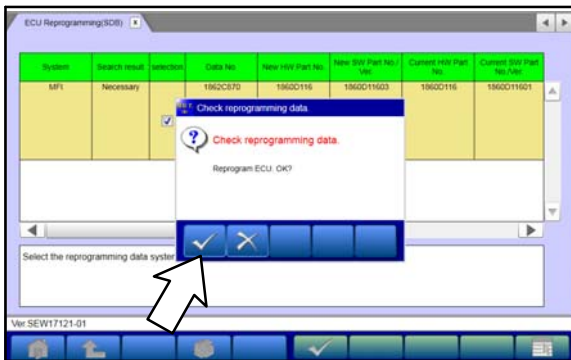 ECU Reprogramming(SDB) x
System Search result selection Data No. New HW Part No. New SW Part No./Ver. Current HW Part No. Current SW Part No./Ver.
MFI Necessary 1862C870 1860D116 1860D11603 1860D116 1860D11601
Check reprogramming data.
Check reprogramming data.
Reprogram ECU. OK?
Select the reprogramming data system
Ver.SEW17121-01